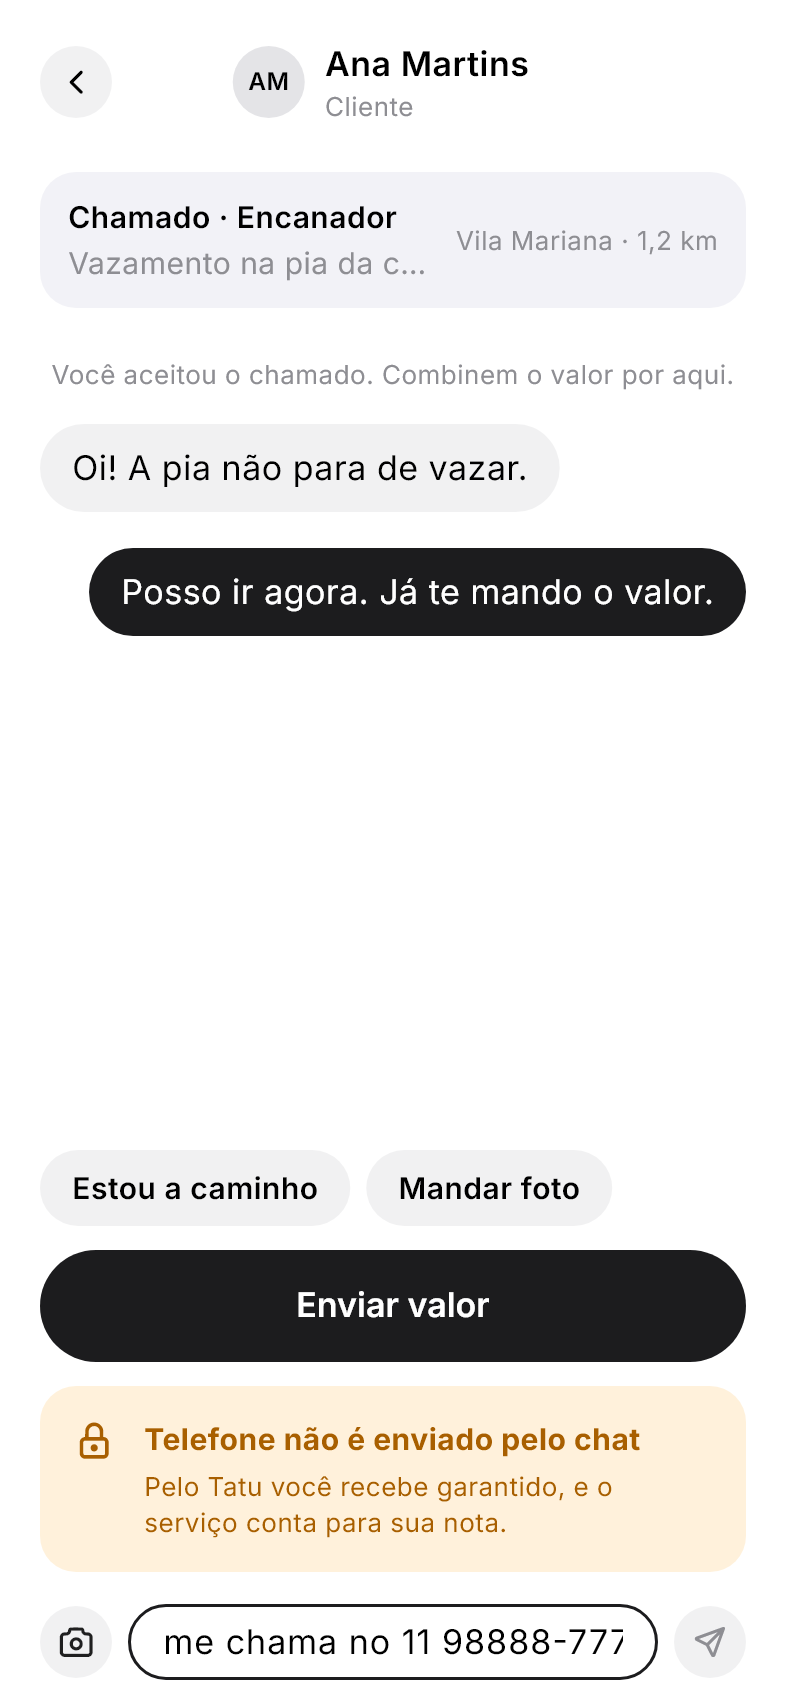 AM
Ana Martins
Cliente
Chamado · Encanador
Vazamento na pia da c...
Vila Mariana · 1,2 km
Você aceitou o chamado. Combinem o valor por aqui.
Oi! A pia não para de vazar.
Posso ir agora. Já te mando o valor.
Estou a caminho
Mandar foto
Enviar valor
Telefone não é enviado pelo chat
Pelo Tatu você recebe garantido, e o
serviço conta para sua nota.
me chama no 11 98888-777